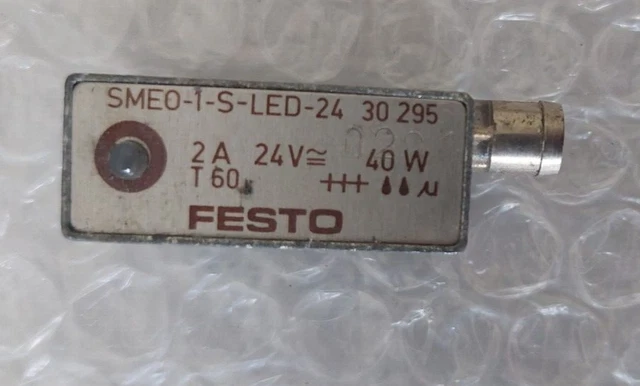 SMEO-1-S-LED-24 30 295
2 A 24V≅ 40 W
T 60
FESTO